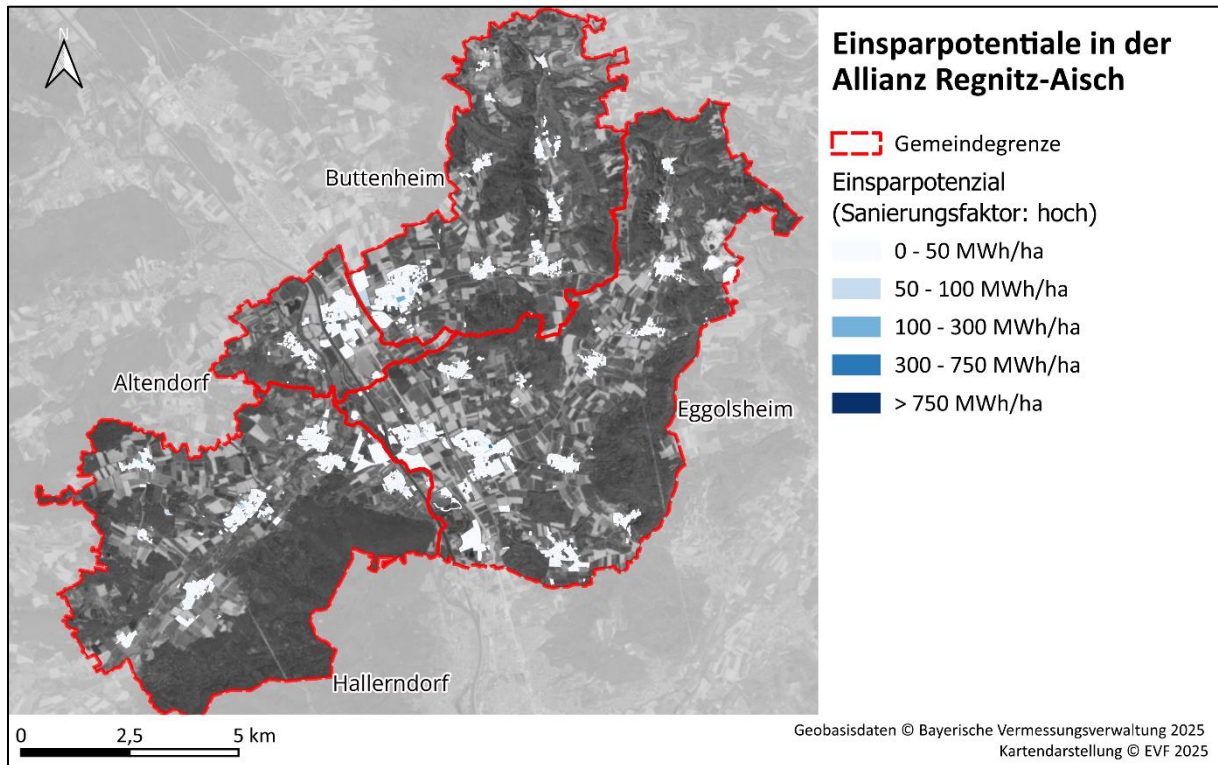 Einsparpotentiale in der
Allianz Regnitz-Aisch
Gemeindegrenze
Einsparpotenzial
(Sanierungsfaktor: hoch)
0 - 50 MWh/ha
50 - 100 MWh/ha
100 - 300 MWh/ha
300 - 750 MWh/ha
> 750 MWh/ha
N
Buttenheim
Altendorf
Eggolsheim
Hallerndorf
0 2,5 5 km
Geobasisdaten © Bayerische Vermessungsverwaltung 2025
Kartendarstellung © EVF 2025